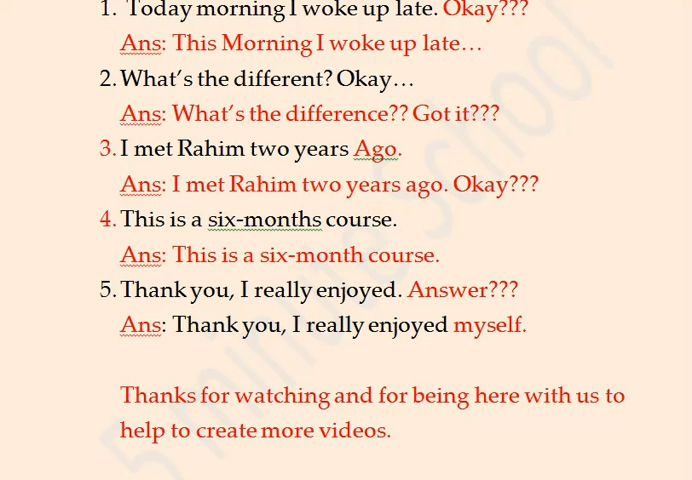 1. Today morning I woke up late. Okay???
Ans: This Morning I woke up late…
2. What's the different? Okay…
Ans: What's the difference?? Got it???
3. I met Rahim two years Ago.
Ans: I met Rahim two years ago. Okay???
4. This is a six-months course.
Ans: This is a six-month course.
5. Thank you, I really enjoyed. Answer???
Ans: Thank you, I really enjoyed myself.
Thanks for watching and for being here with us to
help to create more videos.
5 minute School